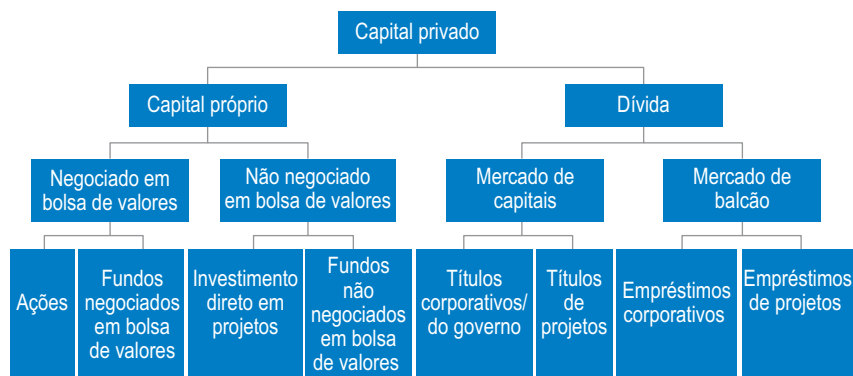 Capital privado
Capital próprio
Dívida
Negociado em
bolsa de valores
Não negociado
em bolsa de valores
Mercado de
capitais
Mercado de
balcão
Ações
Fundos
negociados
em bolsa
de valores
Investimento
direto em
projetos
Fundos
não
negociados
em bolsa
de valores
Títulos
corporativos/
do governo
Títulos
de
projetos
Empréstimos
corporativos
Empréstimos
de projetos